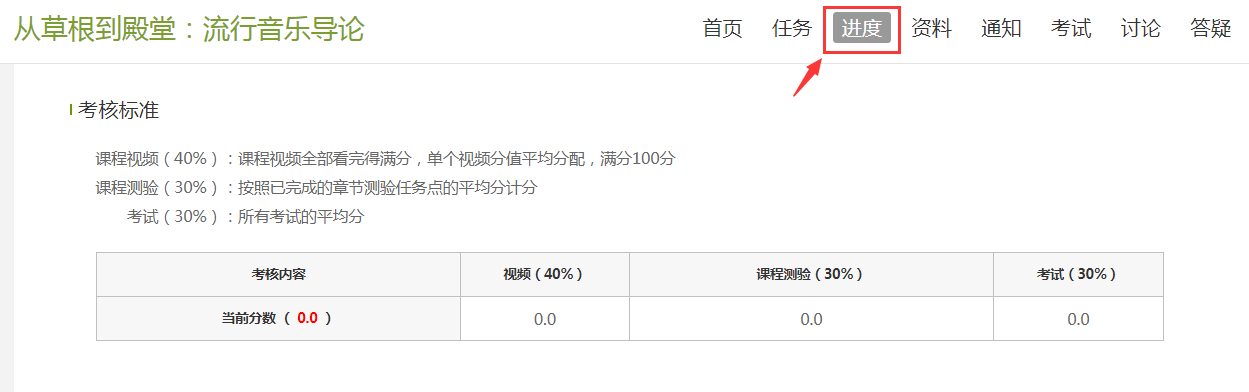 从草根到殿堂：流行音乐导论
首页 任务 进度 资料 通知 考试 讨论 答疑
考核标准
课程视频（40%）：课程视频全部看完得满分，单个视频分值平均分配，满分100分
课程测验（30%）：按照已完成的章节测验任务点的平均分计分
考试（30%）：所有考试的平均分
考核内容 视频（40%） 课程测验（30%） 考试（30%）
当前分数（ 0.0 ） 0.0 0.0 0.0